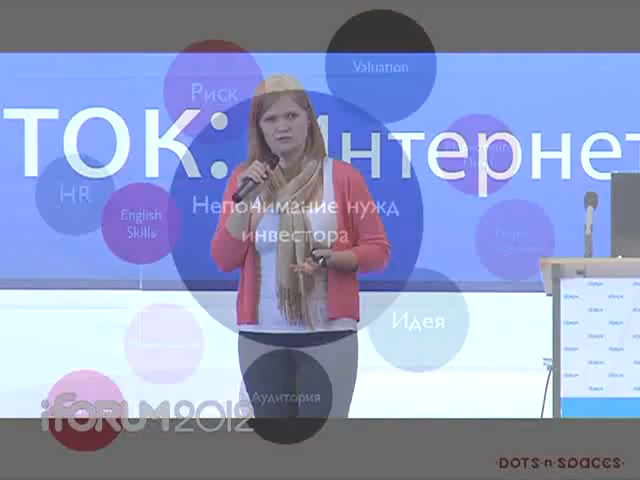 Valuation
Риск
ТОК: Интернет
HR
English
Skills
Непонимание нужд
инвестора
Идея
Аудитория
iFORUM2012
DOTS-n-SPACES